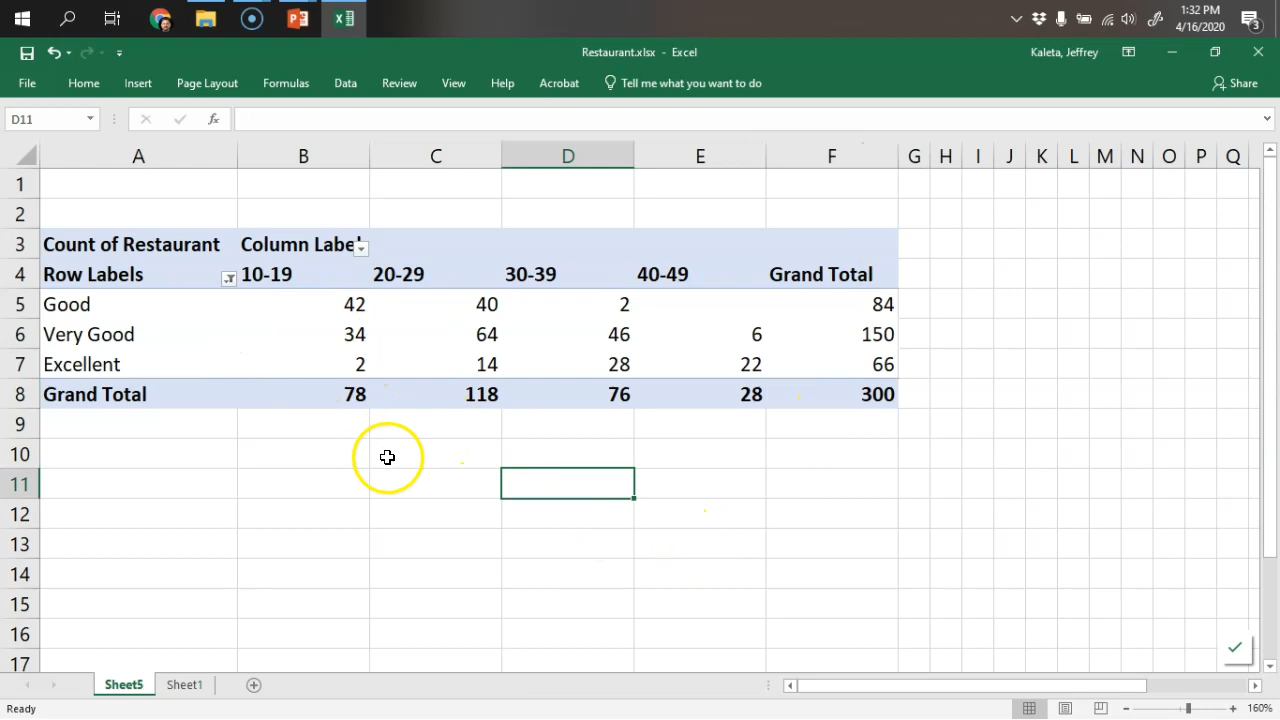 1:32 PM
4/16/2020
3
Restaurant.xlsx - Excel
Kaleta, Jeffrey
File Home Insert Page Layout Formulas Data Review View Help Acrobat Tell me what you want to do Share
D11 fx
A B C D E F G H I J K L M N O P Q
1
2
3 Count of Restaurant Column Label
4 Row Labels 10-19 20-29 30-39 40-49 Grand Total
5 Good 42 40 2 84
6 Very Good 34 64 46 6 150
7 Excellent 2 14 28 22 66
8 Grand Total 78 118 76 28 300
9
10
11
12
13
14
15
16
17
Sheet5 Sheet1
Ready 160%